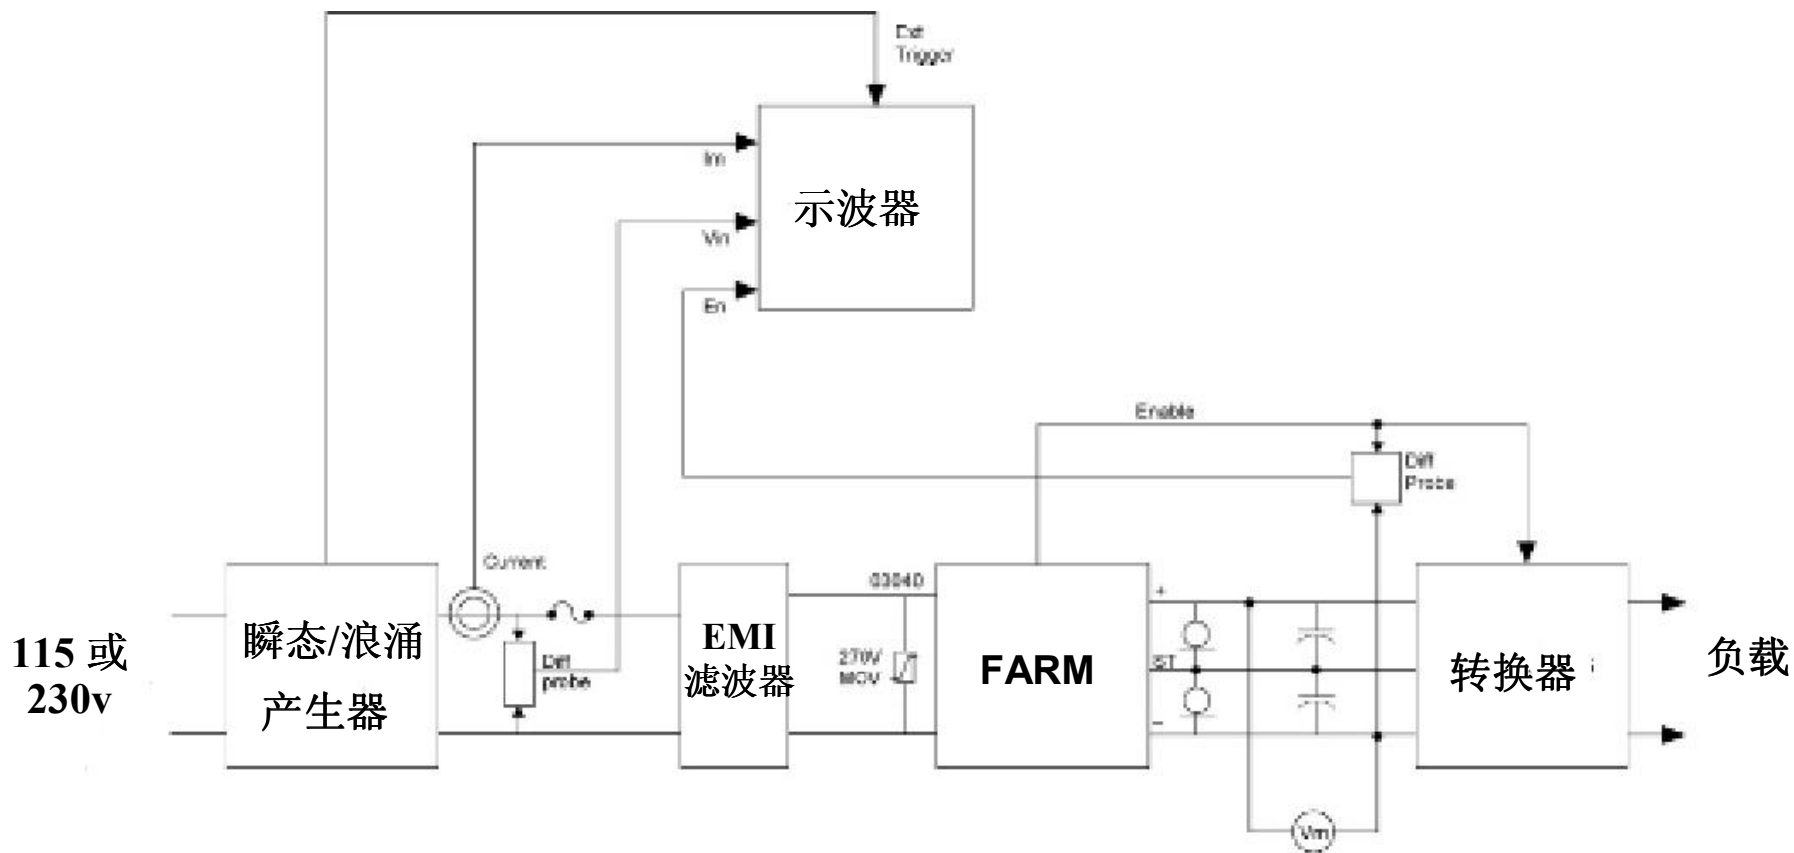 Ext
Trigger
Im
示波器
Vin
En
Enable
Diff
Probe
Current
03040
+
115 或
230v
瞬态/浪涌
产生器
Diff
probe
EMI
滤波器
270V
MOV
FARM
ST
−
转换器
负载
Vm